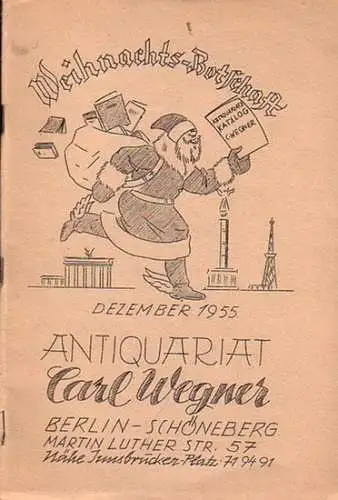 Weihnachts-Botschaft
ANTIQUARIATS
KATALOG
C. WEGNER
DEZEMBER 1955
ANTIQUARIAT
Carl Wegner
BERLIN-SCHÖNEBERG
MARTIN LUTHER STR. 57
Nähe Innsbrücker-Platz · 71 94 91